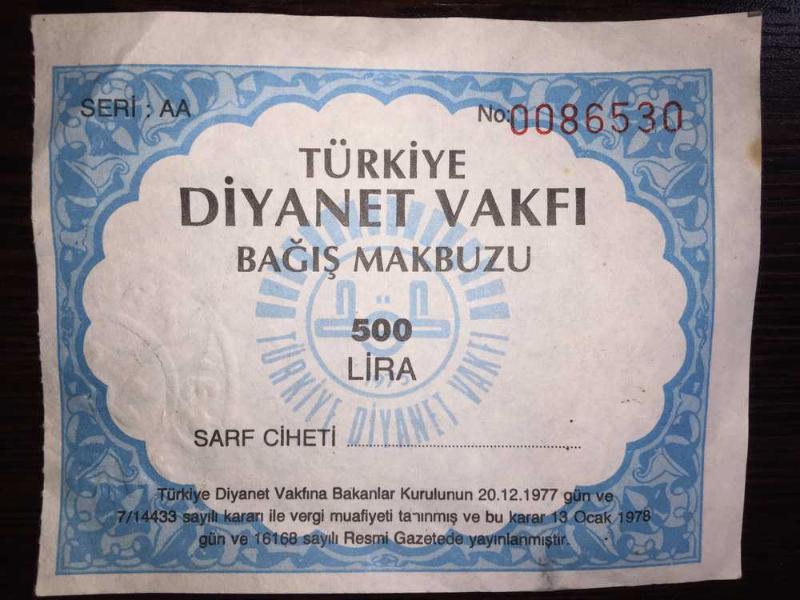 SERİ : AA
No: 0086530
TÜRKİYE
DİYANET VAKFI
BAĞIŞ MAKBUZU
500
LİRA
1975
TÜRKİYE DİYANET VAKFI
SARF CİHETİ
Türkiye Diyanet Vakfına Bakanlar Kurulunun 20.12.1977 gün ve
7/14433 sayılı kararı ile vergi muafiyeti tanınmış ve bu karar 13 Ocak 1978
gün ve 16168 sayılı Resmi Gazetede yayınlanmıştır.